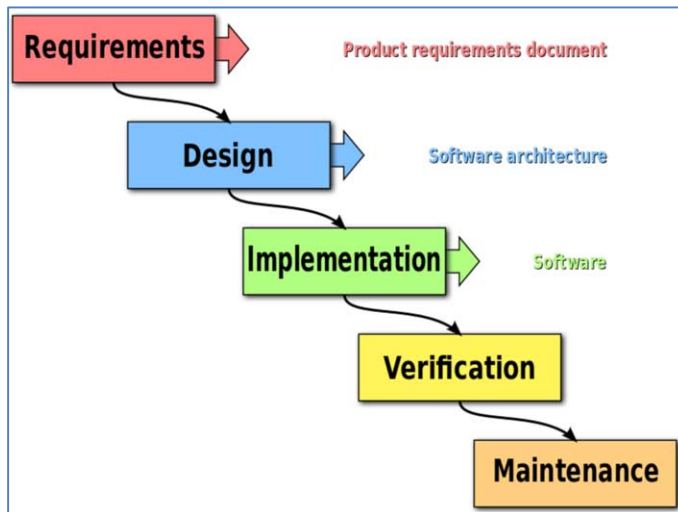 Requirements
Product requirements document
Design
Software architecture
Implementation
Software
Verification
Maintenance